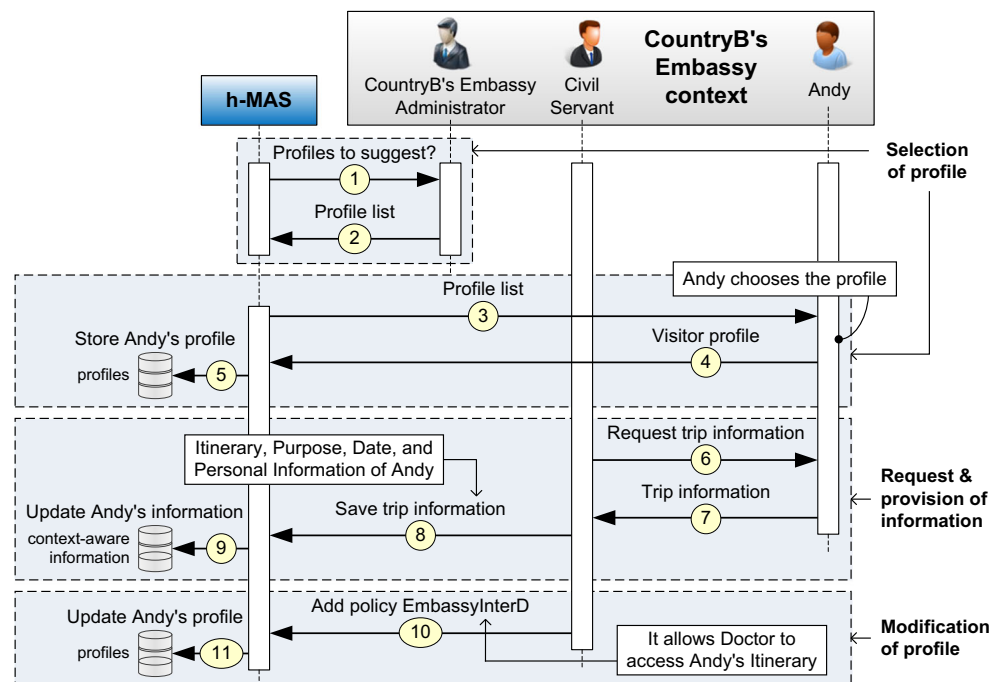 CountryB's
Embassy
context
h-MAS
CountryB's Embassy
Administrator
Civil
Servant
Andy
Profiles to suggest?
1
Selection
of profile
Profile list
2
Andy chooses the profile
Profile list
3
Store Andy's profile
Visitor profile
4
profiles
5
Itinerary, Purpose, Date, and
Personal Information of Andy
Request trip information
6
Request &
provision of
information
Trip information
7
Update Andy's information
Save trip information
8
context-aware
information
9
Update Andy's profile
Add policy EmbassyInterD
10
Modification
of profile
It allows Doctor to
access Andy's Itinerary
profiles
11